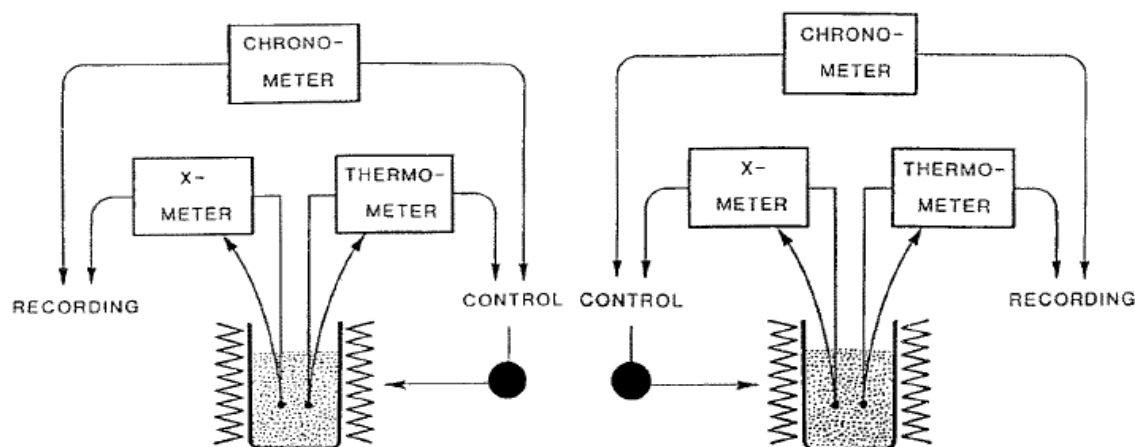 CHRONO-
METER
X-
METER
THERMO-
METER
RECORDING
CONTROL
CHRONO-
METER
X-
METER
THERMO-
METER
CONTROL
RECORDING